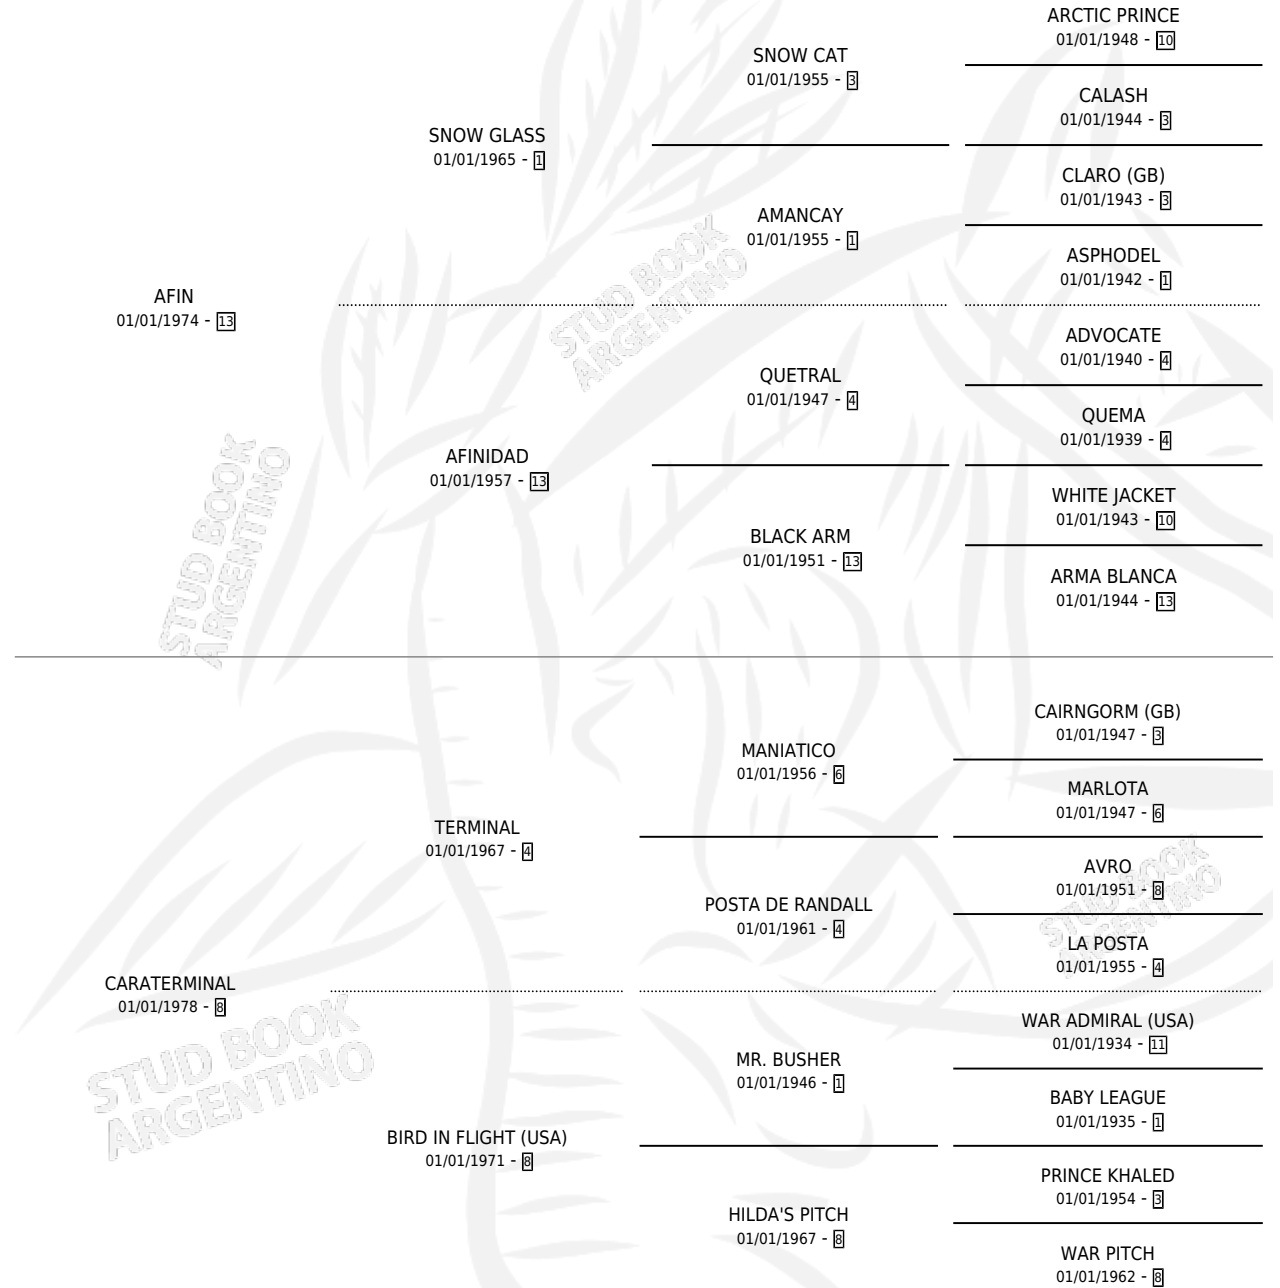 ARCTIC PRINCE
01/01/1948 - 10
SNOW CAT
01/01/1955 - 3
CALASH
01/01/1944 - 3
SNOW GLASS
01/01/1965 - 1
CLARO (GB)
01/01/1943 - 3
AMANCAY
01/01/1955 - 1
ASPHODEL
01/01/1942 - 1
AFIN
01/01/1974 - 13
ADVOCATE
01/01/1940 - 4
QUETRAL
01/01/1947 - 4
QUEMA
01/01/1939 - 4
AFINIDAD
01/01/1957 - 13
WHITE JACKET
01/01/1943 - 10
BLACK ARM
01/01/1951 - 13
ARMA BLANCA
01/01/1944 - 13
STUD BOOK
ARGENTINO
STUD BOOK
ARGENTINO
CAIRNGORM (GB)
01/01/1947 - 3
MANIATICO
01/01/1956 - 6
MARLOTA
01/01/1947 - 6
TERMINAL
01/01/1967 - 4
AVRO
01/01/1951 - 8
POSTA DE RANDALL
01/01/1961 - 4
LA POSTA
01/01/1955 - 4
CARATERMINAL
01/01/1978 - 8
WAR ADMIRAL (USA)
01/01/1934 - 11
MR. BUSHER
01/01/1946 - 1
BABY LEAGUE
01/01/1935 - 1
BIRD IN FLIGHT (USA)
01/01/1971 - 8
PRINCE KHALED
01/01/1954 - 3
HILDA'S PITCH
01/01/1967 - 8
WAR PITCH
01/01/1962 - 8
STUD BOOK
ARGENTINO
STUD BOOK
ARGENTINO